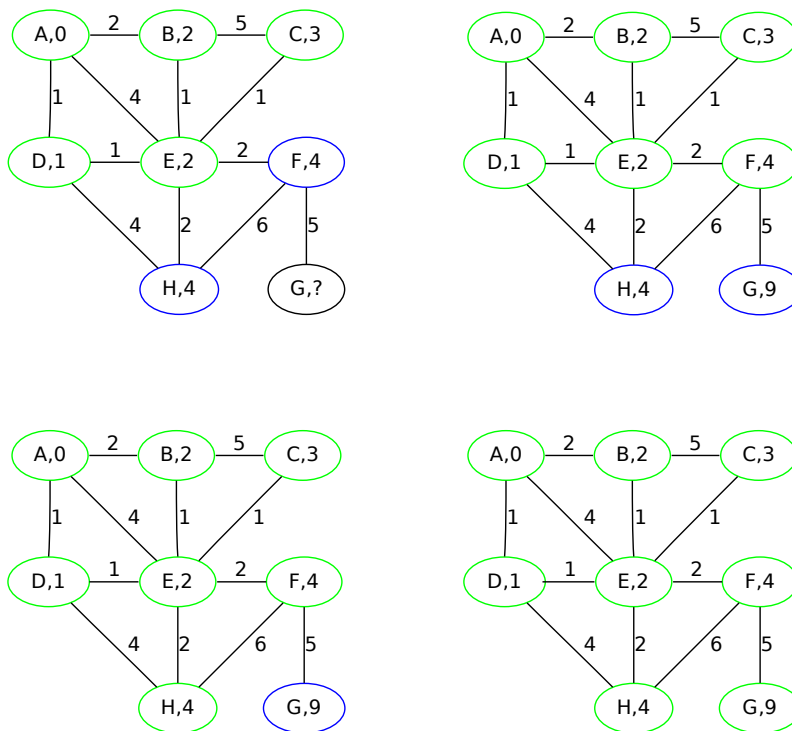 A,0 2 B,2 5 C,3
1 4 1 1
D,1 1 E,2 2 F,4
4 2 6 5
H,4 G,?
A,0 2 B,2 5 C,3
1 4 1 1
D,1 1 E,2 2 F,4
4 2 6 5
H,4 G,9
A,0 2 B,2 5 C,3
1 4 1 1
D,1 1 E,2 2 F,4
4 2 6 5
H,4 G,9
A,0 2 B,2 5 C,3
1 4 1 1
D,1 1 E,2 2 F,4
4 2 6 5
H,4 G,9